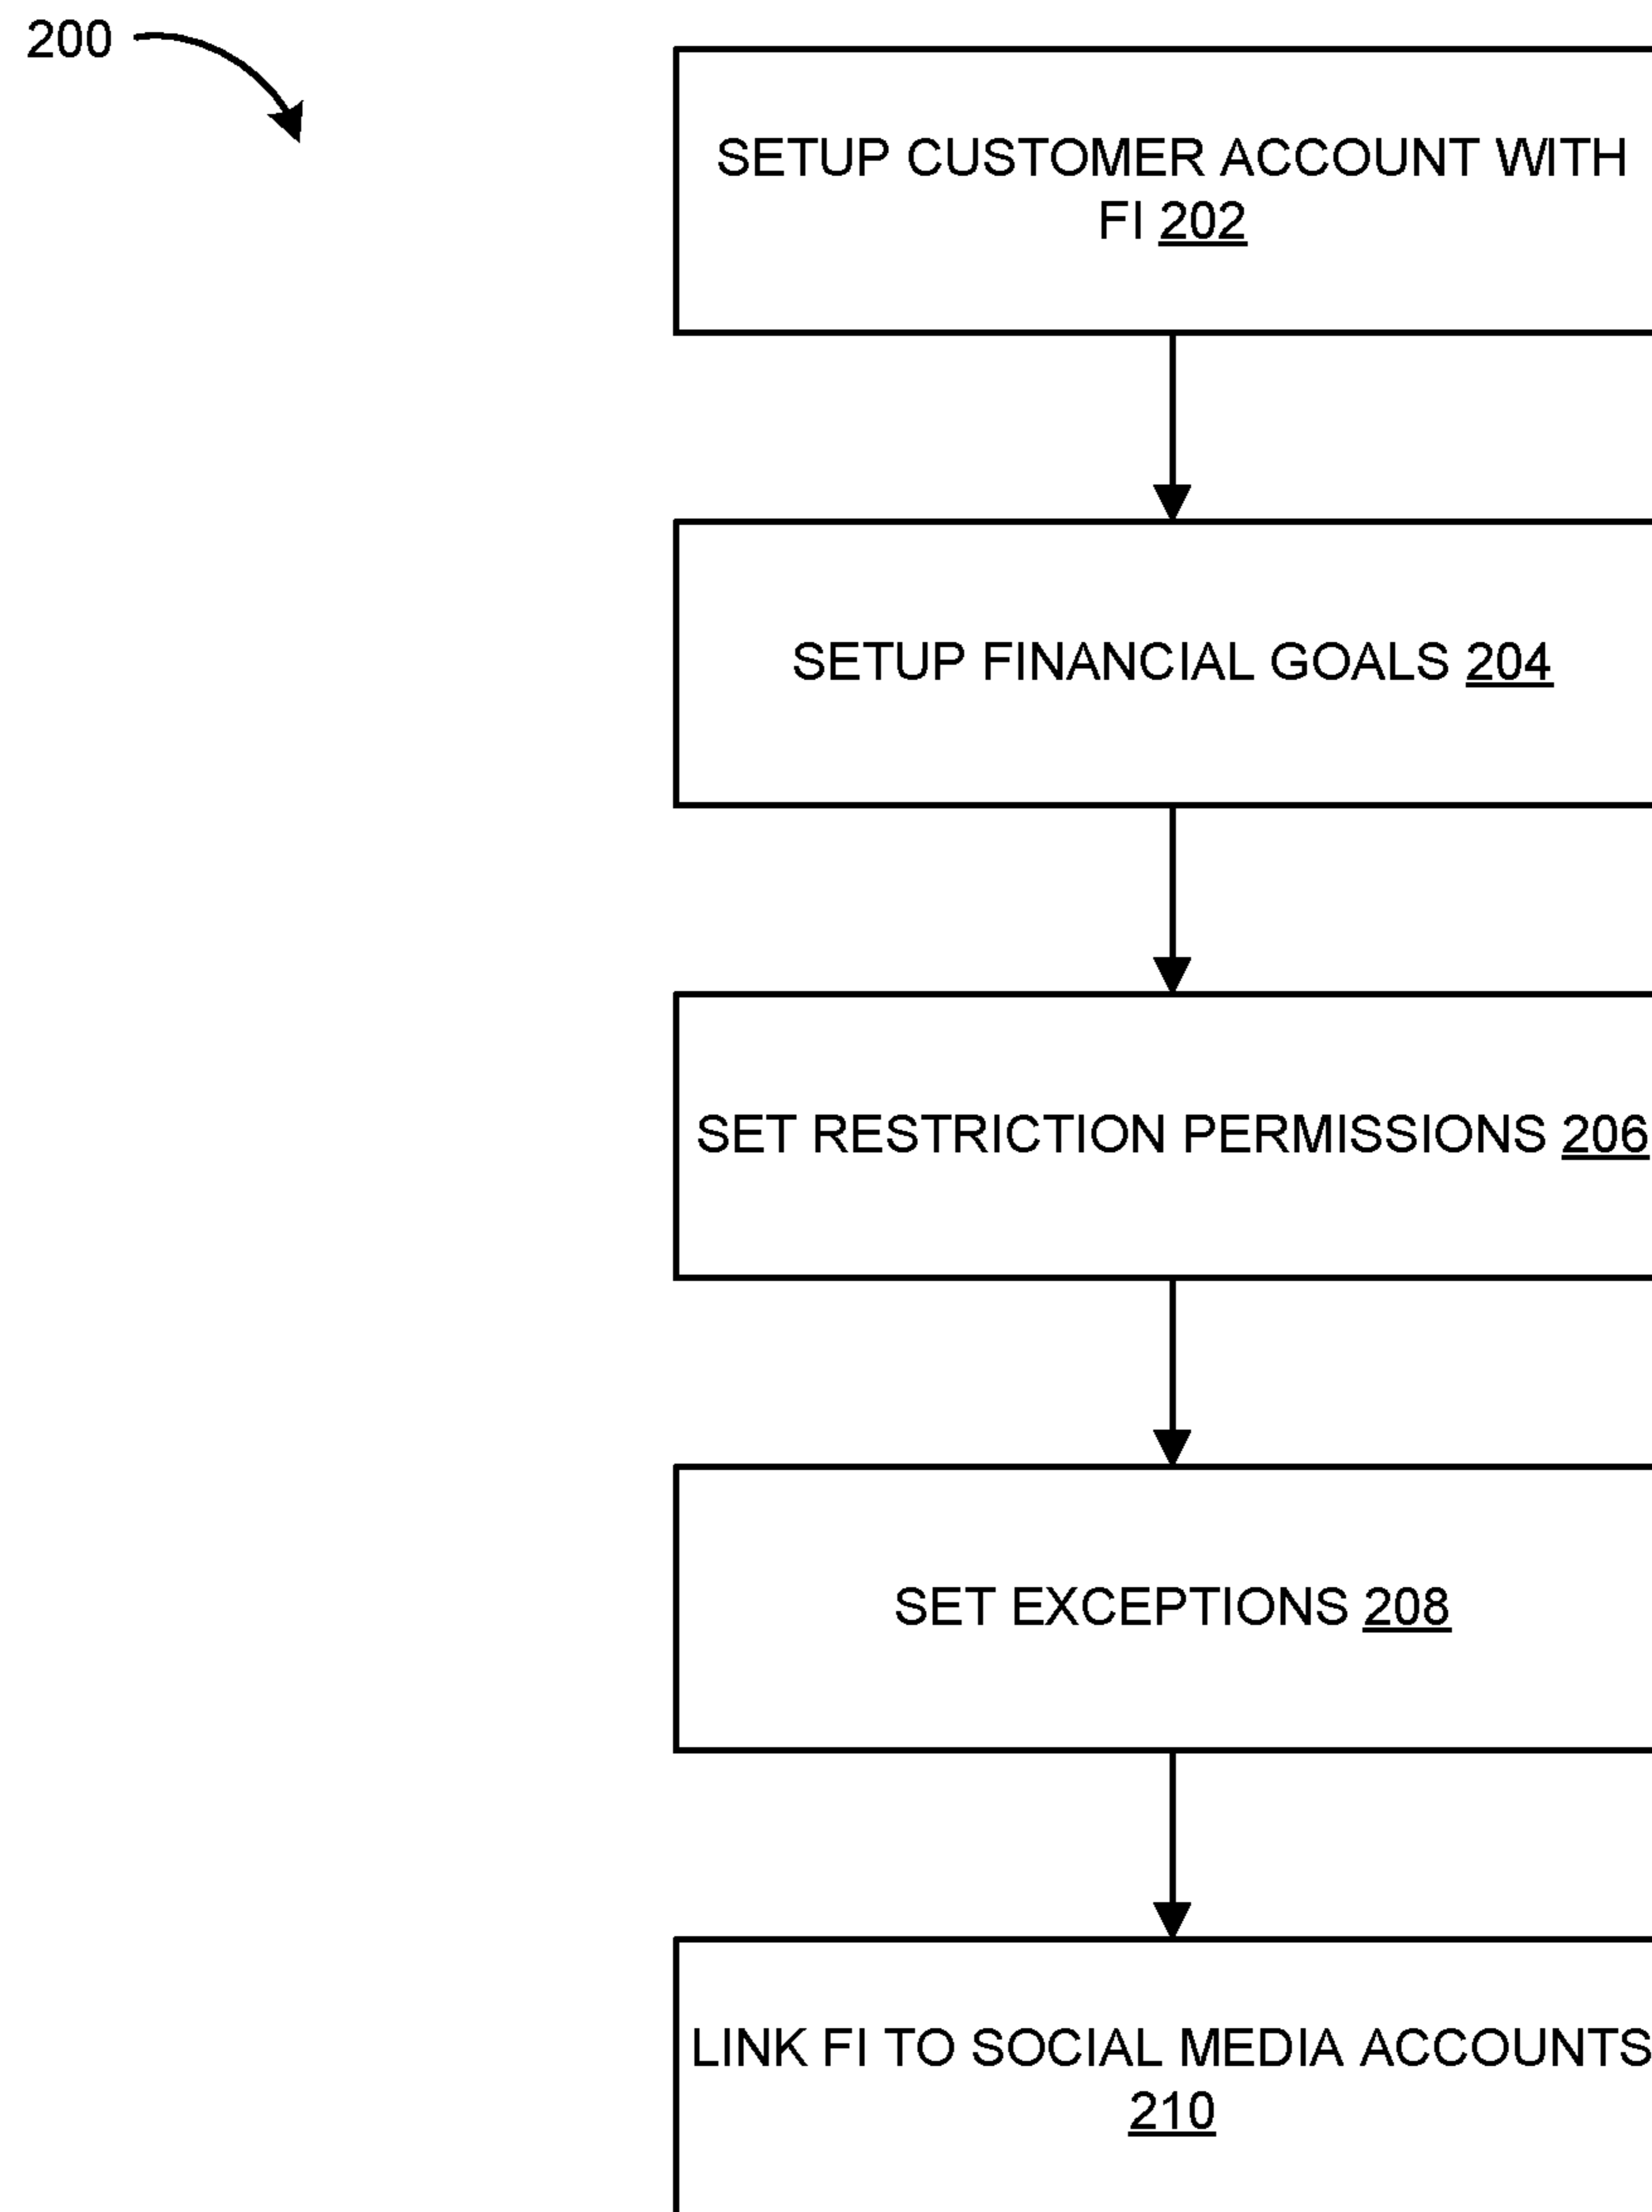 200
SETUP CUSTOMER ACCOUNT WITH
FI 202
SETUP FINANCIAL GOALS 204
SET RESTRICTION PERMISSIONS 206
SET EXCEPTIONS 208
LINK FI TO SOCIAL MEDIA ACCOUNTS
210